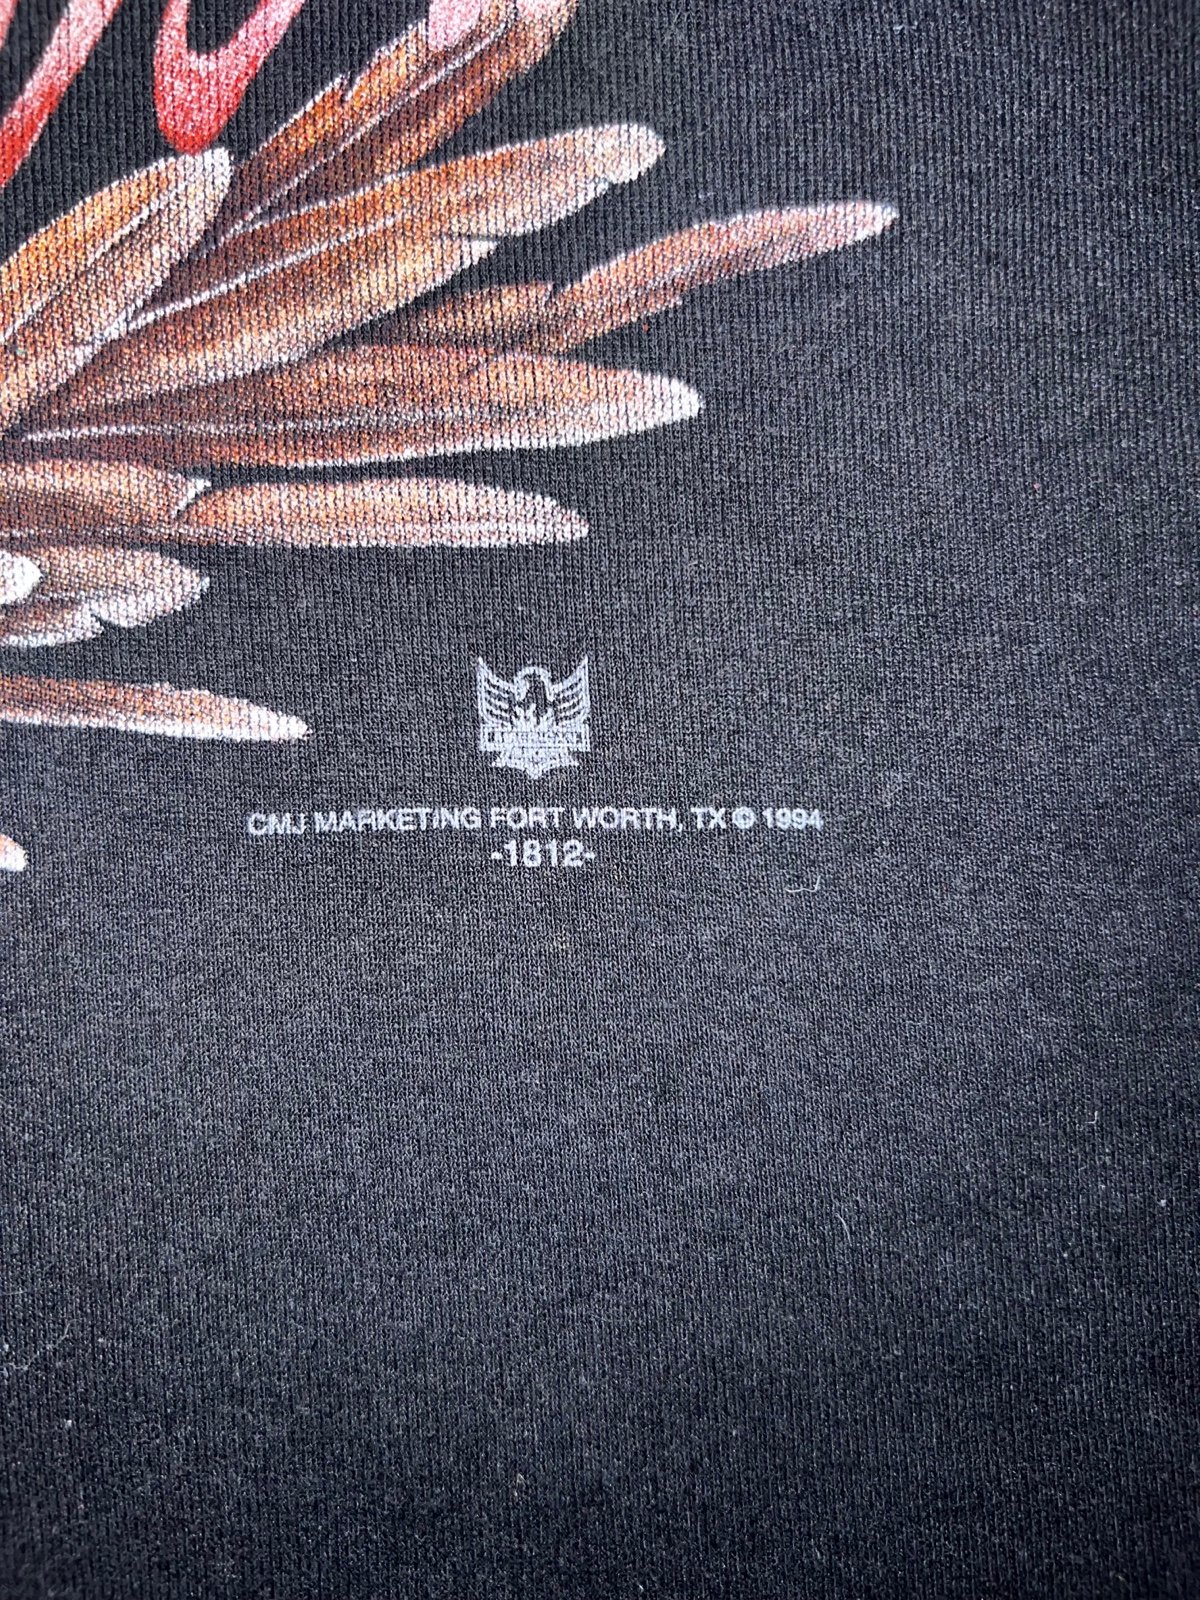 CMJ MARKETING FORT WORTH, TX © 1994
-1812-